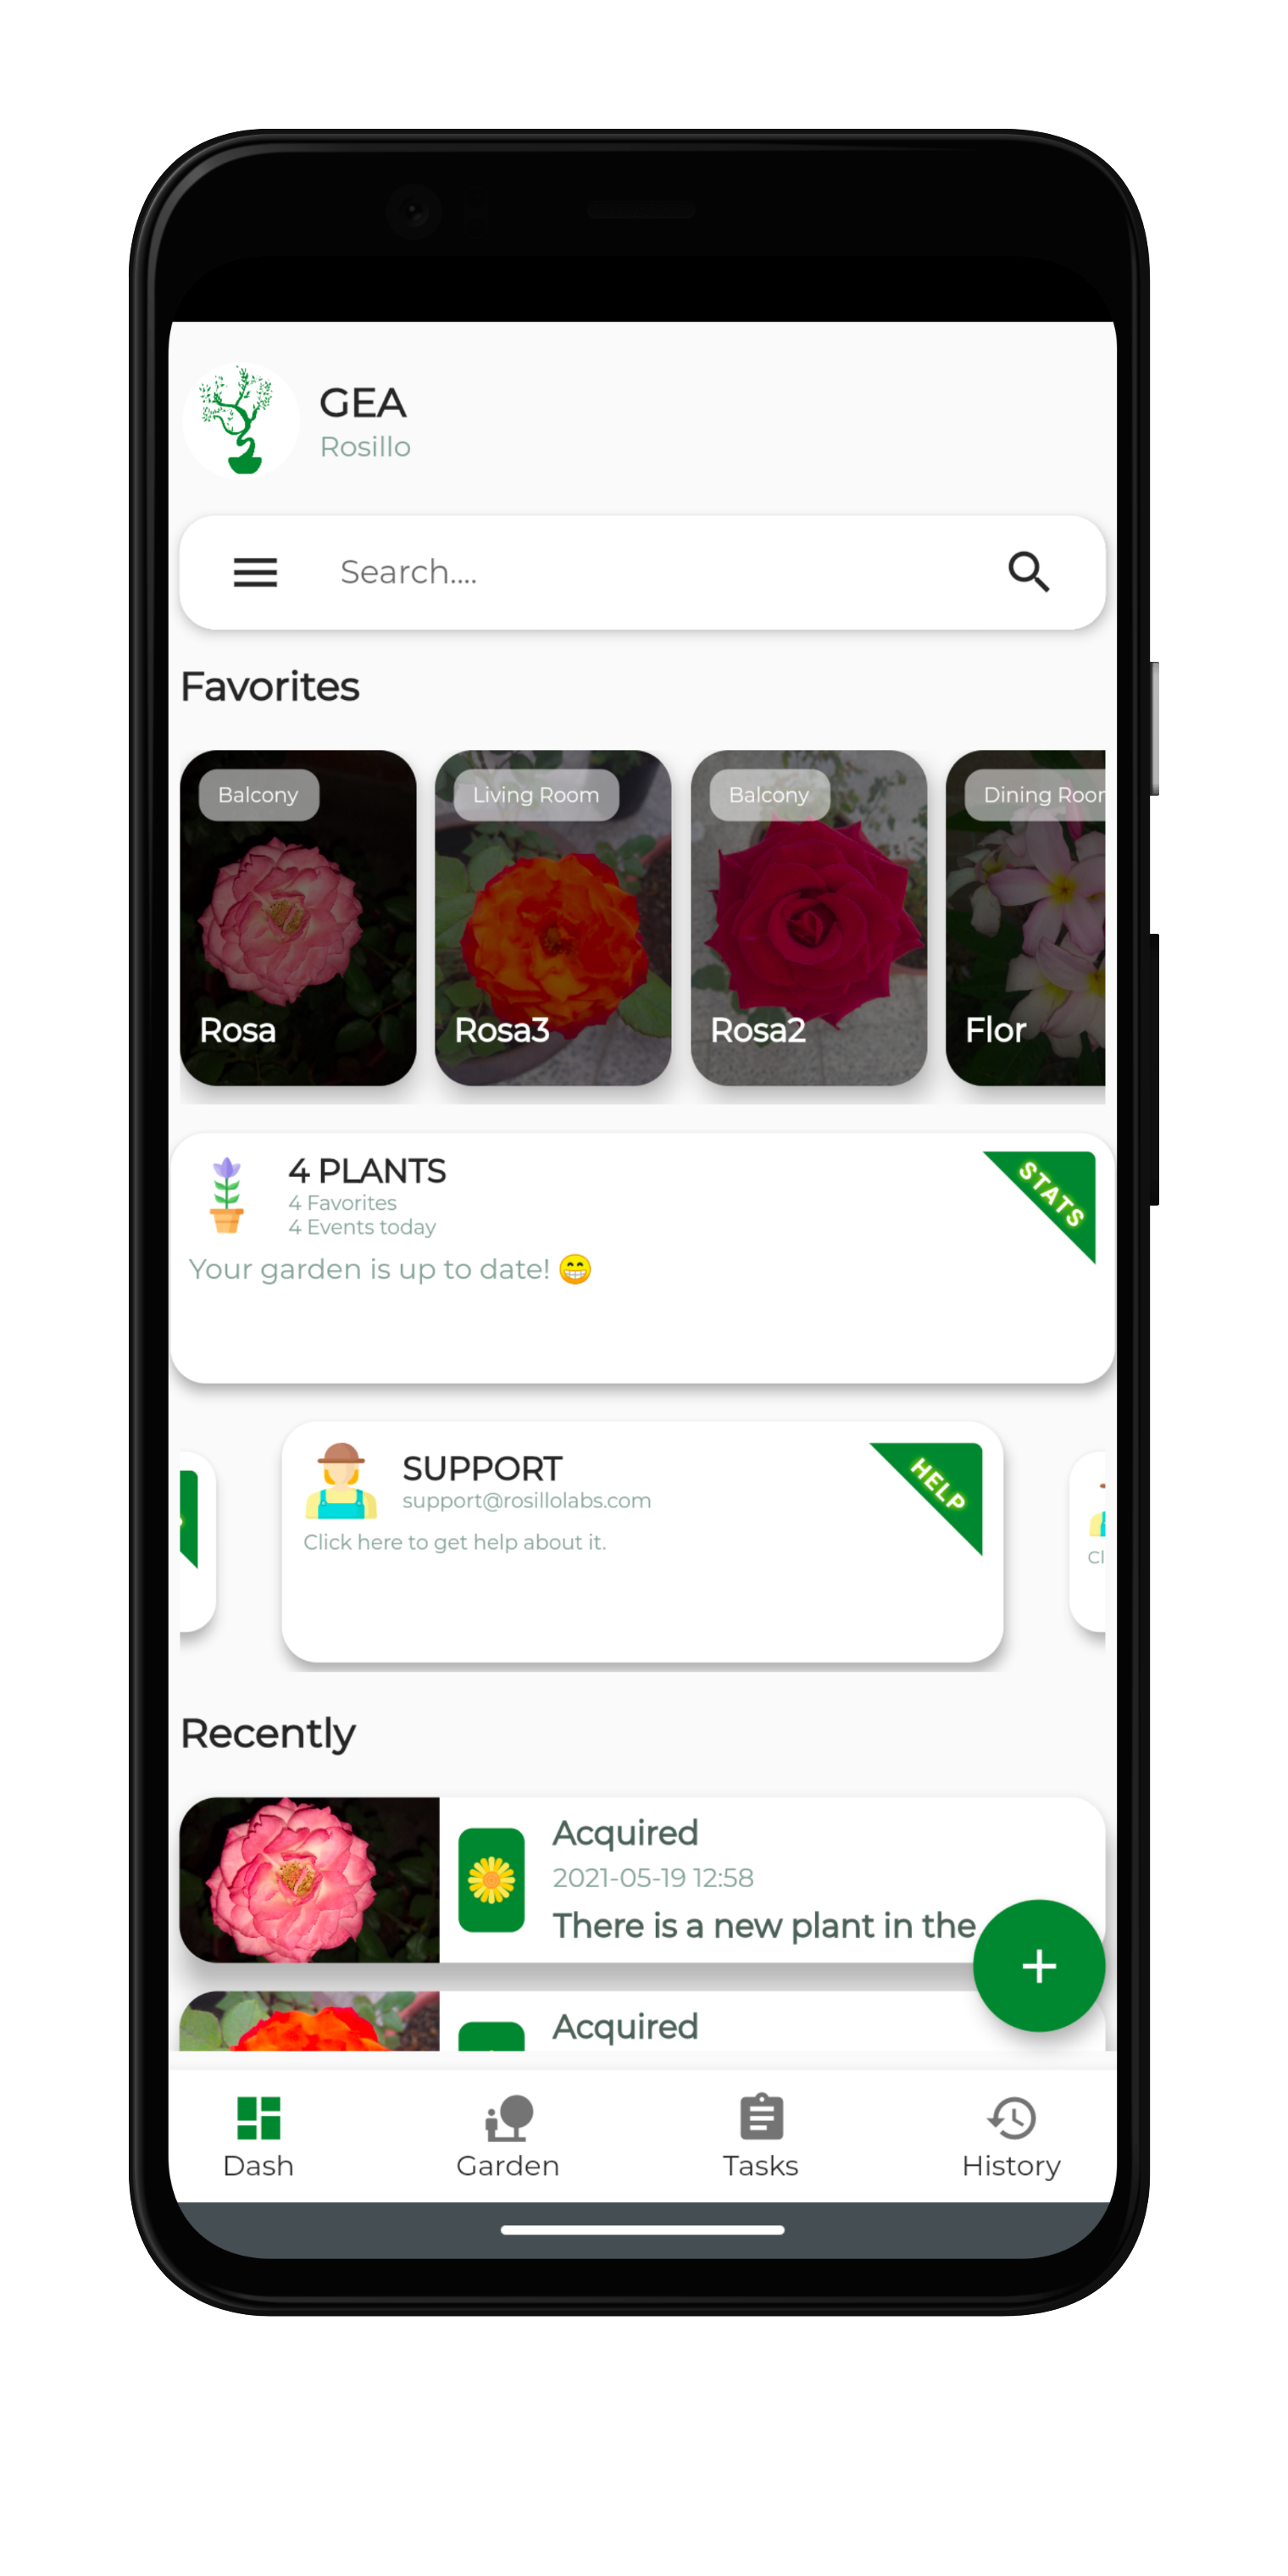 GEA
Rosillo
Search....
Favorites
Balcony
Living Room
Balcony
Dining Roor
Rosa
Rosa3
Rosa2
Flor
4 PLANTS
4 Favorites
4 Events today
STATS
Your garden is up to date! 😁
SUPPORT
support@rosillolabs.com
HELP
Click here to get help about it.
Cl
Recently
Acquired
2021-05-19 12:58
There is a new plant in the
Acquired
Dash
Garden
Tasks
History